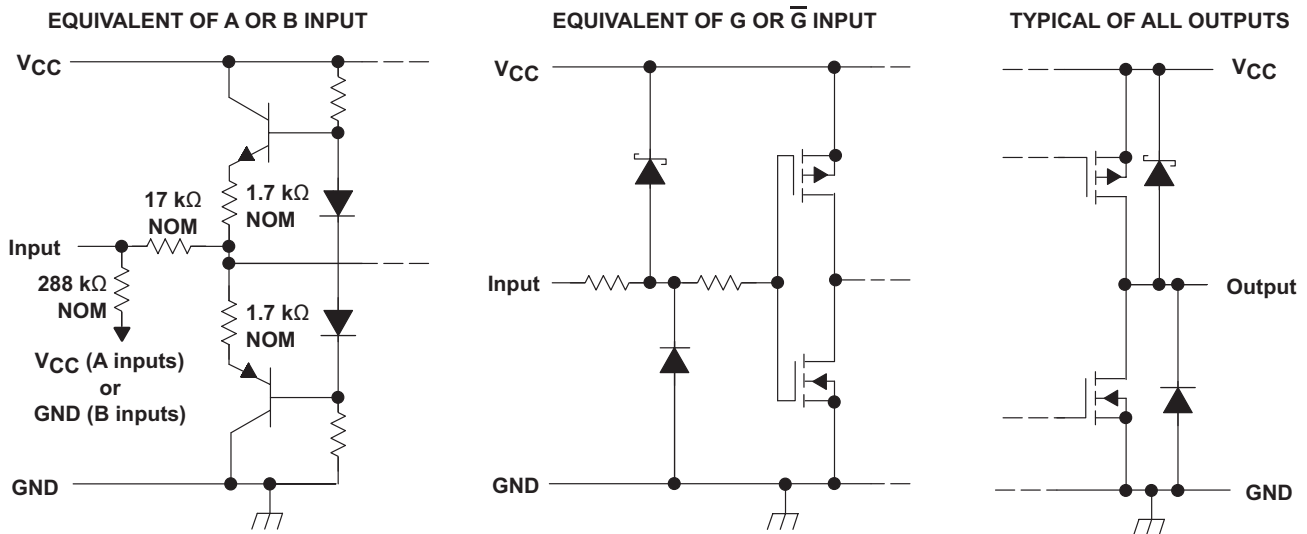 EQUIVALENT OF A OR B INPUT
VCC
17 kΩ
NOM
1.7 kΩ
NOM
Input
288 kΩ
NOM
1.7 kΩ
NOM
VCC (A inputs)
or
GND (B inputs)
GND
EQUIVALENT OF G OR G̅ INPUT
VCC
Input
GND
TYPICAL OF ALL OUTPUTS
VCC
Output
GND